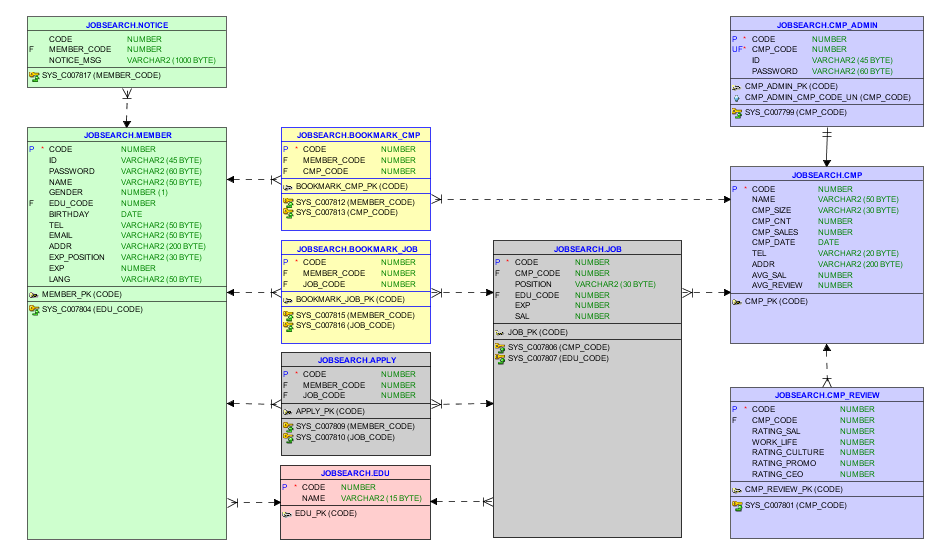 JOBSEARCH.NOTICE
CODE NUMBER
F MEMBER_CODE NUMBER
NOTICE_MSG VARCHAR2 (1000 BYTE)
SYS_C007817 (MEMBER_CODE)
JOBSEARCH.MEMBER
P * CODE NUMBER
ID VARCHAR2 (45 BYTE)
PASSWORD VARCHAR2 (60 BYTE)
NAME VARCHAR2 (50 BYTE)
GENDER NUMBER (1)
F EDU_CODE NUMBER
BIRTHDAY DATE
TEL VARCHAR2 (50 BYTE)
EMAIL VARCHAR2 (50 BYTE)
ADDR VARCHAR2 (200 BYTE)
EXP_POSITION VARCHAR2 (30 BYTE)
EXP NUMBER
LANG VARCHAR2 (50 BYTE)
MEMBER_PK (CODE)
SYS_C007804 (EDU_CODE)
JOBSEARCH.BOOKMARK_CMP
P * CODE NUMBER
F MEMBER_CODE NUMBER
F CMP_CODE NUMBER
BOOKMARK_CMP_PK (CODE)
SYS_C007812 (MEMBER_CODE)
SYS_C007813 (CMP_CODE)
JOBSEARCH.BOOKMARK_JOB
P * CODE NUMBER
F MEMBER_CODE NUMBER
F JOB_CODE NUMBER
BOOKMARK_JOB_PK (CODE)
SYS_C007815 (MEMBER_CODE)
SYS_C007816 (JOB_CODE)
JOBSEARCH.APPLY
P * CODE NUMBER
F MEMBER_CODE NUMBER
F JOB_CODE NUMBER
APPLY_PK (CODE)
SYS_C007809 (MEMBER_CODE)
SYS_C007810 (JOB_CODE)
JOBSEARCH.EDU
P * CODE NUMBER
NAME VARCHAR2 (15 BYTE)
EDU_PK (CODE)
JOBSEARCH.JOB
P * CODE NUMBER
F CMP_CODE NUMBER
POSITION VARCHAR2 (30 BYTE)
F EDU_CODE NUMBER
EXP NUMBER
SAL NUMBER
JOB_PK (CODE)
SYS_C007806 (CMP_CODE)
SYS_C007807 (EDU_CODE)
JOBSEARCH.CMP_ADMIN
P * CODE NUMBER
UF* CMP_CODE NUMBER
ID VARCHAR2 (45 BYTE)
PASSWORD VARCHAR2 (60 BYTE)
CMP_ADMIN_PK (CODE)
CMP_ADMIN_CMP_CODE_UN (CMP_CODE)
SYS_C007799 (CMP_CODE)
JOBSEARCH.CMP
P * CODE NUMBER
NAME VARCHAR2 (50 BYTE)
CMP_SIZE VARCHAR2 (30 BYTE)
CMP_CNT NUMBER
CMP_SALES NUMBER
CMP_DATE DATE
TEL VARCHAR2 (20 BYTE)
ADDR VARCHAR2 (200 BYTE)
AVG_SAL NUMBER
AVG_REVIEW NUMBER
CMP_PK (CODE)
JOBSEARCH.CMP_REVIEW
P * CODE NUMBER
F CMP_CODE NUMBER
RATING_SAL NUMBER
WORK_LIFE NUMBER
RATING_CULTURE NUMBER
RATING_PROMO NUMBER
RATING_CEO NUMBER
CMP_REVIEW_PK (CODE)
SYS_C007801 (CMP_CODE)